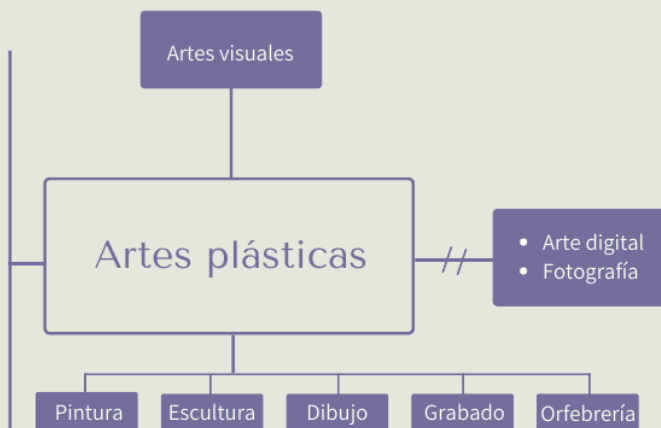 Artes visuales
Artes plásticas
• Arte digital
• Fotografía
Pintura
Escultura
Dibujo
Grabado
Orfebrería